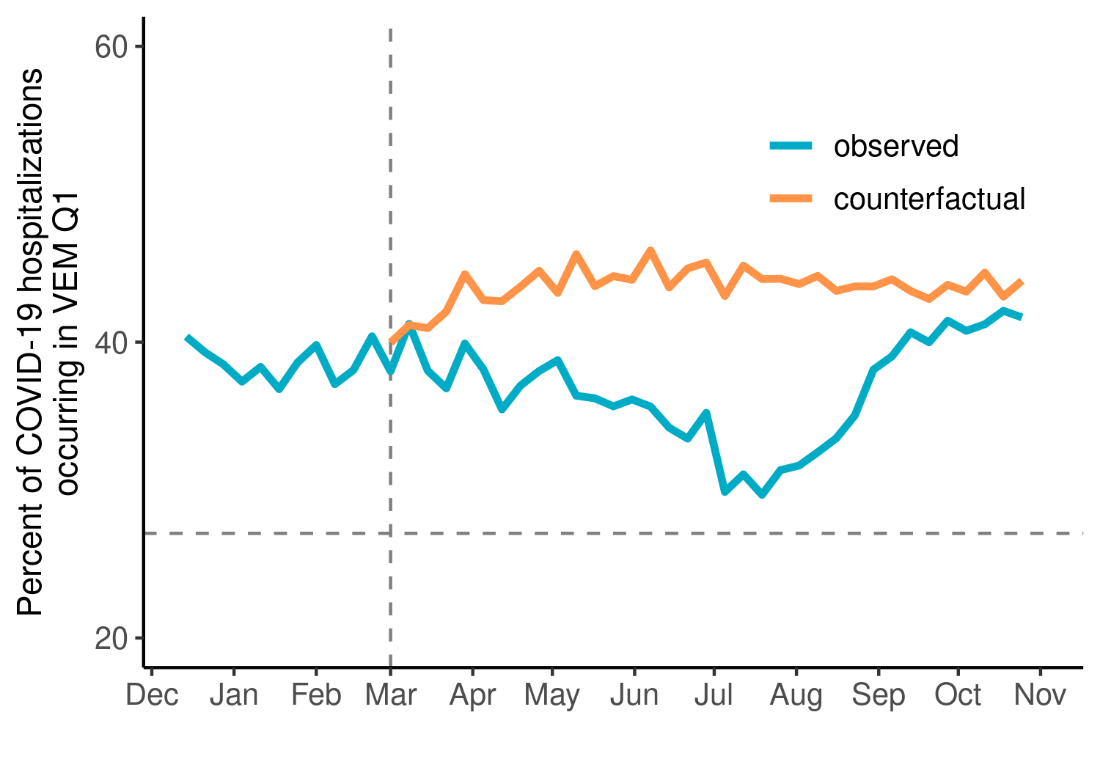 Percent of COVID-19 hospitalizations
occurring in VEM Q1
60
40
20
observed
counterfactual
Dec Jan Feb Mar Apr May Jun Jul Aug Sep Oct Nov